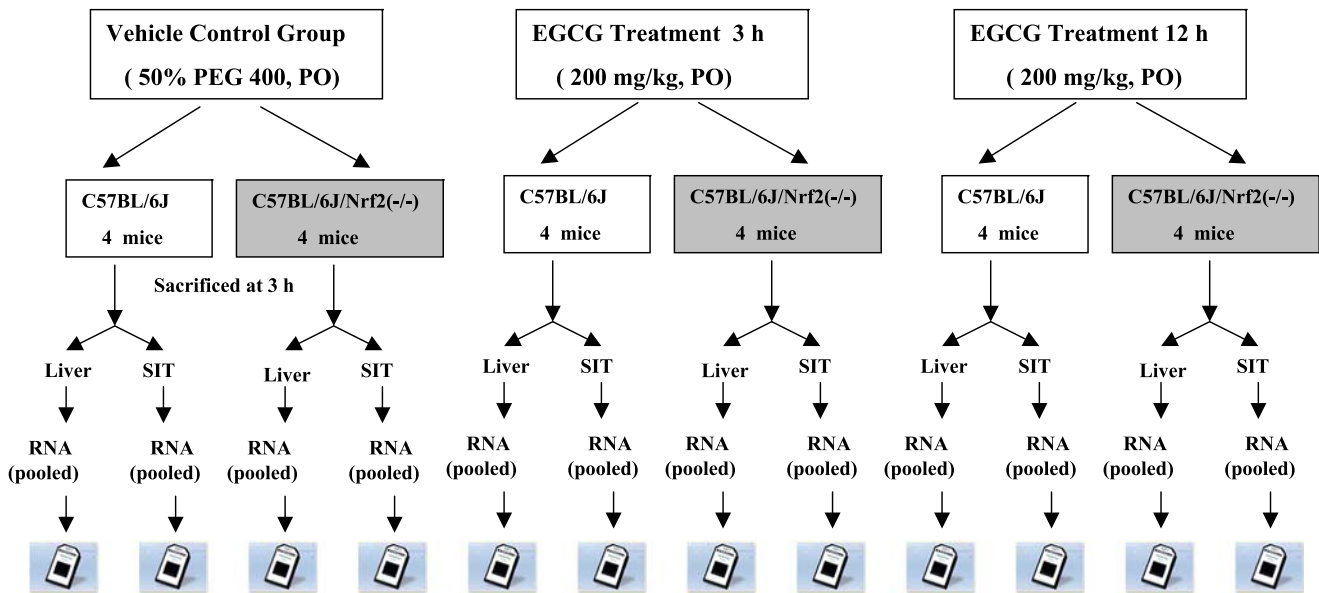 Vehicle Control Group
( 50% PEG 400, PO)
EGCG Treatment 3 h
( 200 mg/kg, PO)
EGCG Treatment 12 h
( 200 mg/kg, PO)
C57BL/6J
4 mice
C57BL/6J/Nrf2(-/-)
4 mice
C57BL/6J
4 mice
C57BL/6J/Nrf2(-/-)
4 mice
C57BL/6J
4 mice
C57BL/6J/Nrf2(-/-)
4 mice
Sacrificed at 3 h
Liver
SIT
Liver
SIT
Liver
SIT
Liver
SIT
Liver
SIT
Liver
SIT
RNA
(pooled)
RNA
(pooled)
RNA
(pooled)
RNA
(pooled)
RNA
(pooled)
RNA
(pooled)
RNA
(pooled)
RNA
(pooled)
RNA
(pooled)
RNA
(pooled)
RNA
(pooled)
RNA
(pooled)